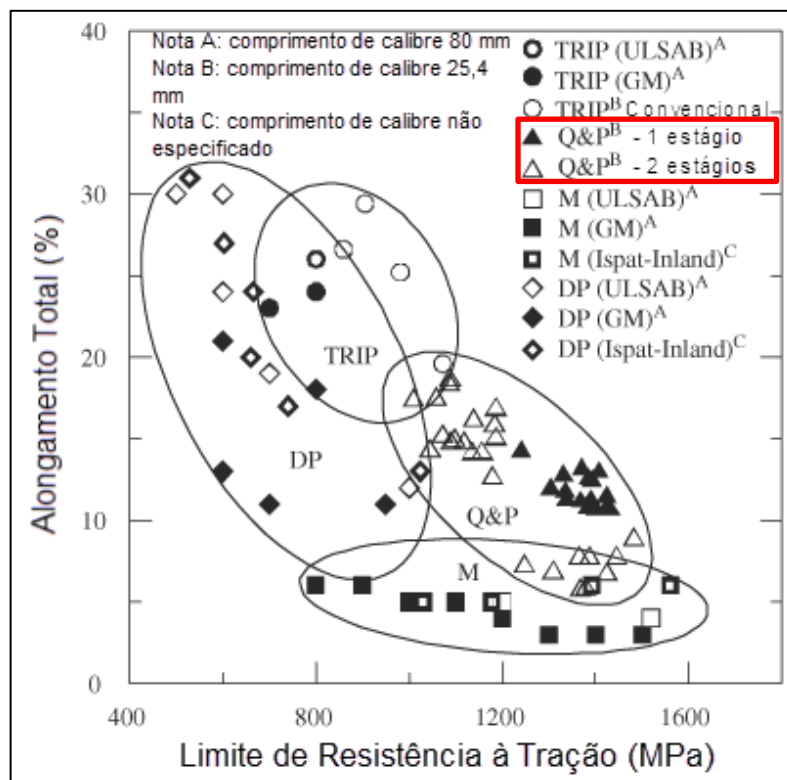 40
30
20
10
0
Alongamento Total (%)
Nota A: comprimento de calibre 80 mm
Nota B: comprimento de calibre 25,4
mm
Nota C: comprimento de calibre não
especificado
TRIP (ULSAB)ᴬ
TRIP (GM)ᴬ
TRIPᴮ Convencional
Q&Pᴮ - 1 estágio
Q&Pᴮ - 2 estágios
M (ULSAB)ᴬ
M (GM)ᴬ
M (Ispat-Inland)ᶜ
DP (ULSAB)ᴬ
DP (GM)ᴬ
DP (Ispat-Inland)ᶜ
TRIP
DP
Q&P
M
400 800 1200 1600
Limite de Resistência à Tração (MPa)